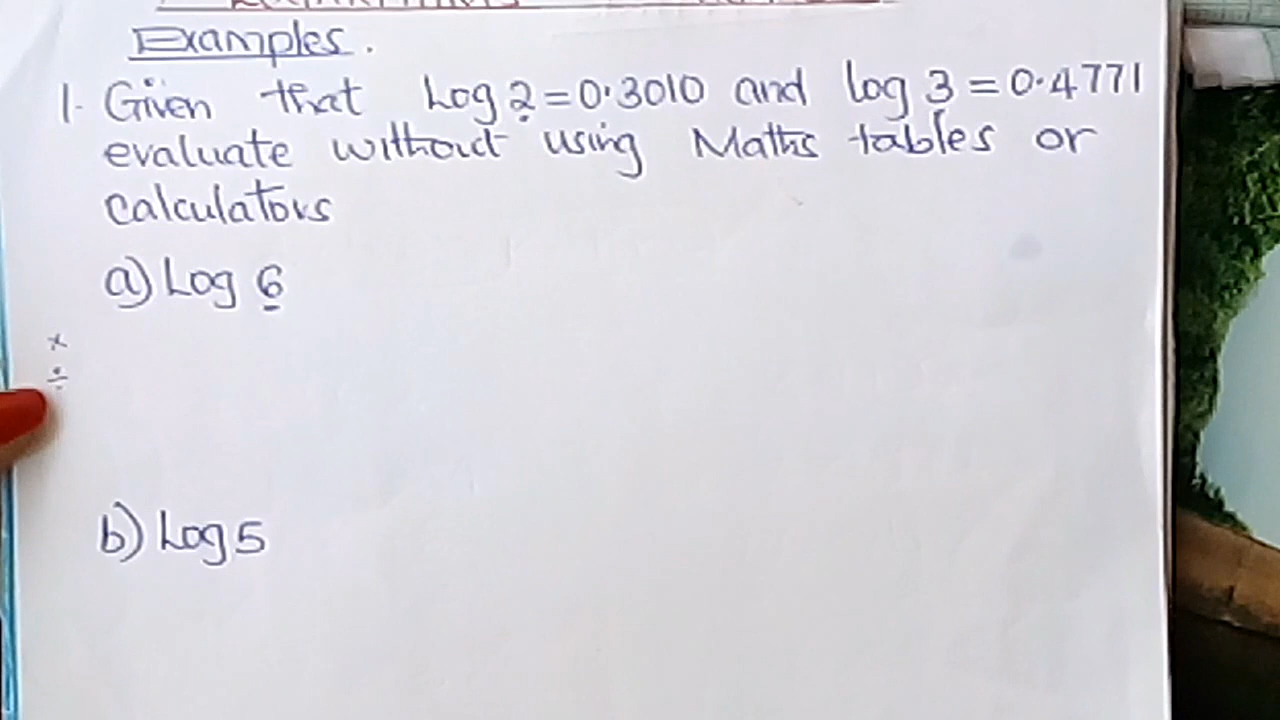 Examples.
1. Given that Log 2 = 0.3010 and log 3 = 0.4771
evaluate without using Maths tables or
calculators
a) Log 6
×
÷
b) Log 5